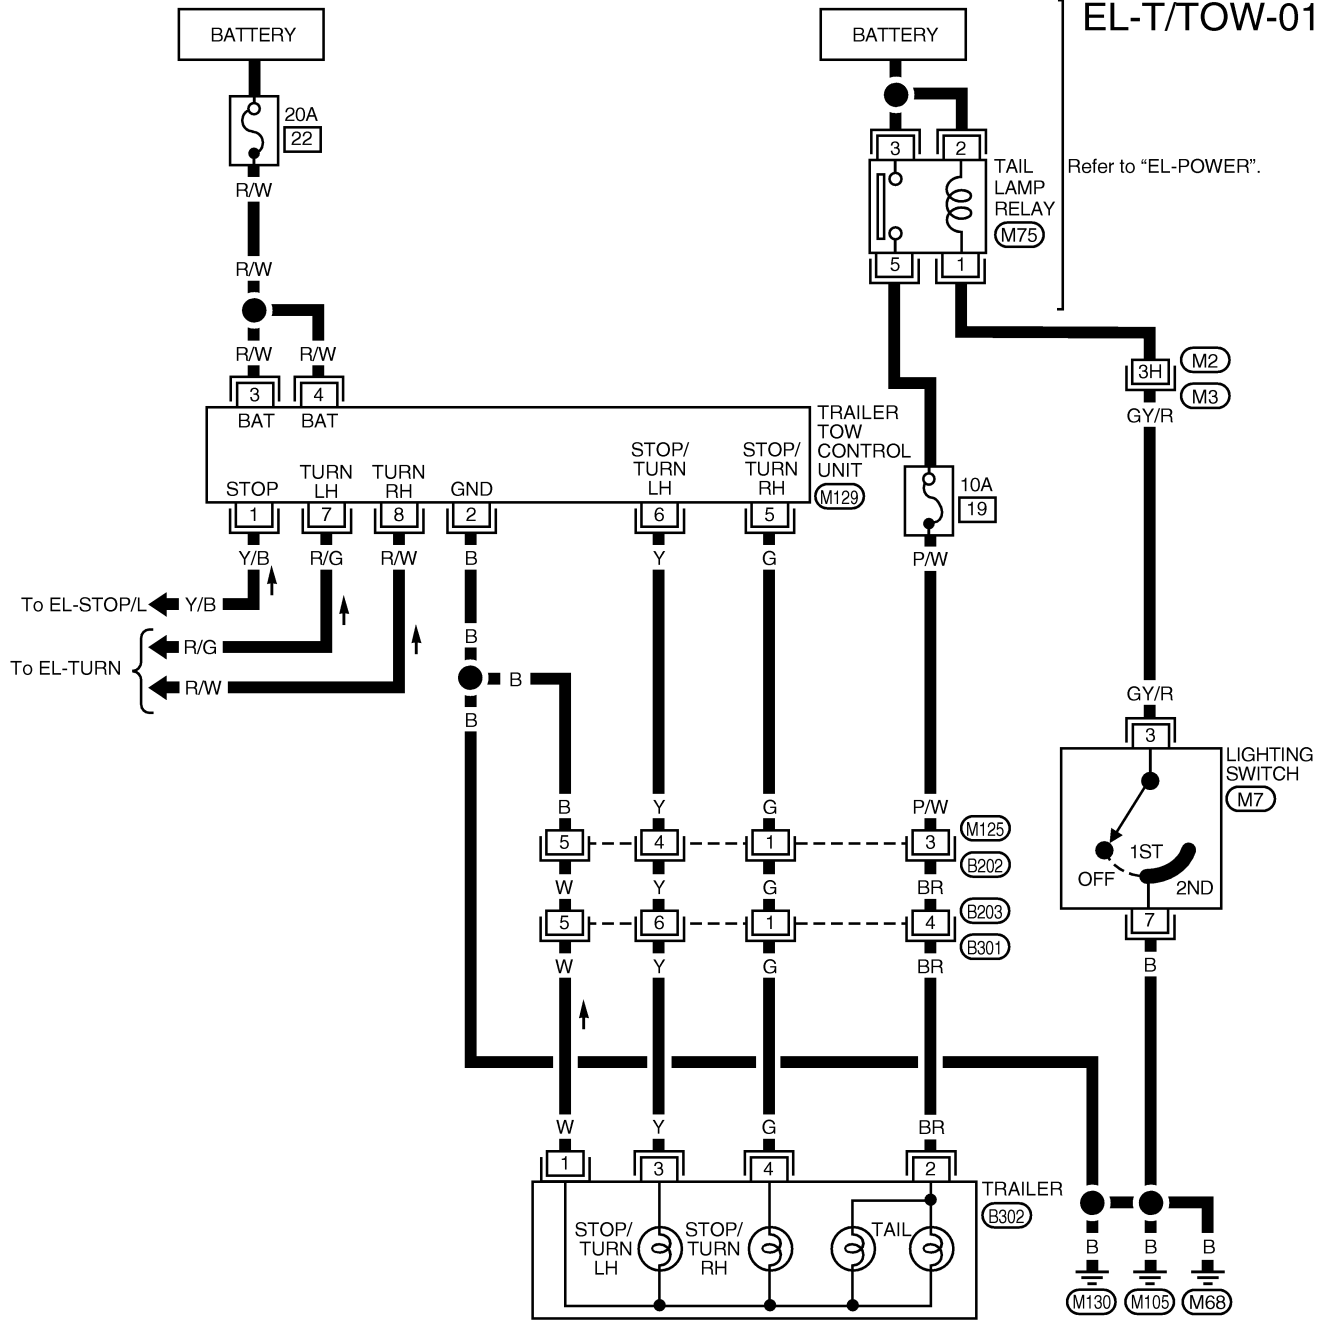 EL-T/TOW-01
BATTERY
BATTERY
20A
22
R/W
3
2
TAIL
LAMP
RELAY
M75
Refer to “EL-POWER”.
R/W
5
1
R/W
R/W
3H
M2
M3
3
4
BAT
BAT
GY/R
TRAILER
TOW
CONTROL
UNIT
M129
STOP
TURN
LH
TURN
RH
GND
STOP/
TURN
LH
STOP/
TURN
RH
10A
19
1
7
8
2
6
5
Y/B
R/G
R/W
B
Y
G
P/W
To EL-STOP/L
Y/B
To EL-TURN
R/G
R/W
B
B
B
GY/R
3
LIGHTING
SWITCH
M7
OFF
1ST
2ND
7
B
B
Y
G
P/W
M125
5
4
1
3
B202
W
Y
G
BR
B203
5
6
1
4
B301
W
Y
G
BR
W
Y
G
BR
1
3
4
2
TRAILER
B302
STOP/
TURN
LH
STOP/
TURN
RH
TAIL
B
B
B
M130
M105
M68